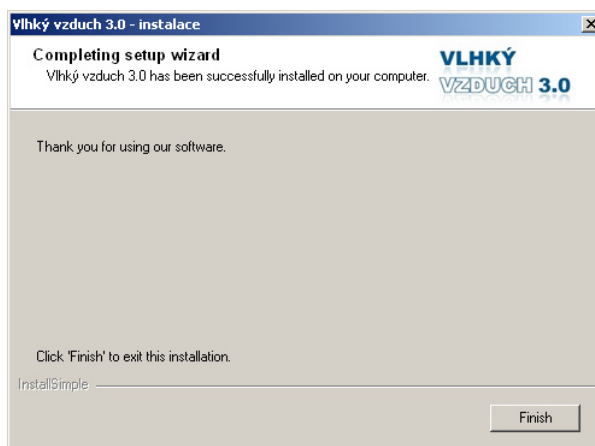 Vlhký vzduch 3.0 - instalace
Completing setup wizard
Vlhký vzduch 3.0 has been successfully installed on your computer.
VLHKÝ
VZDUCH 3.0
Thank you for using our software.
Click 'Finish' to exit this installation.
InstallSimple
Finish